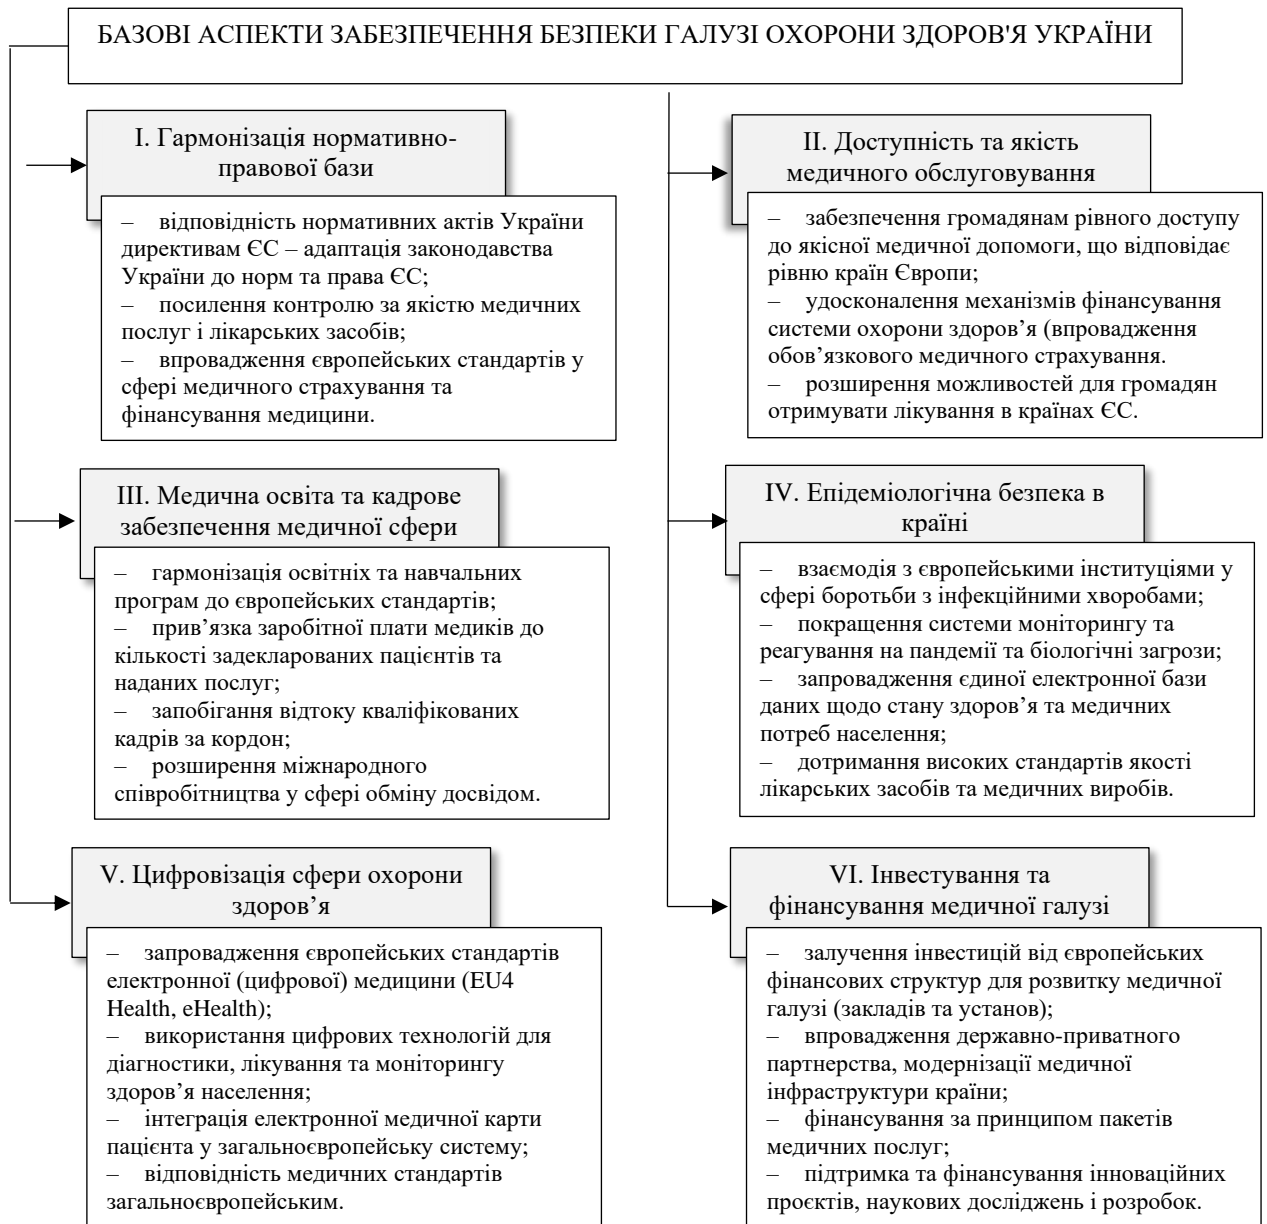 БАЗОВІ АСПЕКТИ ЗАБЕЗПЕЧЕННЯ БЕЗПЕКИ ГАЛУЗІ ОХОРОНИ ЗДОРОВ'Я УКРАЇНИ
І. Гармонізація нормативно-
правової бази
– відповідність нормативних актів України
директивам ЄС – адаптація законодавства
України до норм та права ЄС;
– посилення контролю за якістю медичних
послуг і лікарських засобів;
– впровадження європейських стандартів у
сфері медичного страхування та
фінансування медицини.
ІІ. Доступність та якість
медичного обслуговування
– забезпечення громадянам рівного доступу
до якісної медичної допомоги, що відповідає
рівню країн Європи;
– удосконалення механізмів фінансування
системи охорони здоров’я (впровадження
обов’язкового медичного страхування.
– розширення можливостей для громадян
отримувати лікування в країнах ЄС.
ІІІ. Медична освіта та кадрове
забезпечення медичної сфери
– гармонізація освітніх та навчальних
програм до європейських стандартів;
– прив’язка заробітної плати медиків до
кількості задекларованих пацієнтів та
наданих послуг;
– запобігання відтоку кваліфікованих
кадрів за кордон;
– розширення міжнародного
співробітництва у сфері обміну досвідом.
IV. Епідеміологічна безпека в
країні
– взаємодія з європейськими інституціями у
сфері боротьби з інфекційними хворобами;
– покращення системи моніторингу та
реагування на пандемії та біологічні загрози;
– запровадження єдиної електронної бази
даних щодо стану здоров’я та медичних
потреб населення;
– дотримання високих стандартів якості
лікарських засобів та медичних виробів.
V. Цифровізація сфери охорони
здоров’я
– запровадження європейських стандартів
електронної (цифрової) медицини (EU4
Health, eHealth);
– використання цифрових технологій для
діагностики, лікування та моніторингу
здоров’я населення;
– інтеграція електронної медичної карти
пацієнта у загальноєвропейську систему;
– відповідність медичних стандартів
загальноєвропейським.
VI. Інвестування та
фінансування медичної галузі
– залучення інвестицій від європейських
фінансових структур для розвитку медичної
галузі (закладів та установ);
– впровадження державно-приватного
партнерства, модернізації медичної
інфраструктури країни;
– фінансування за принципом пакетів
медичних послуг;
– підтримка та фінансування інноваційних
проєктів, наукових досліджень і розробок.